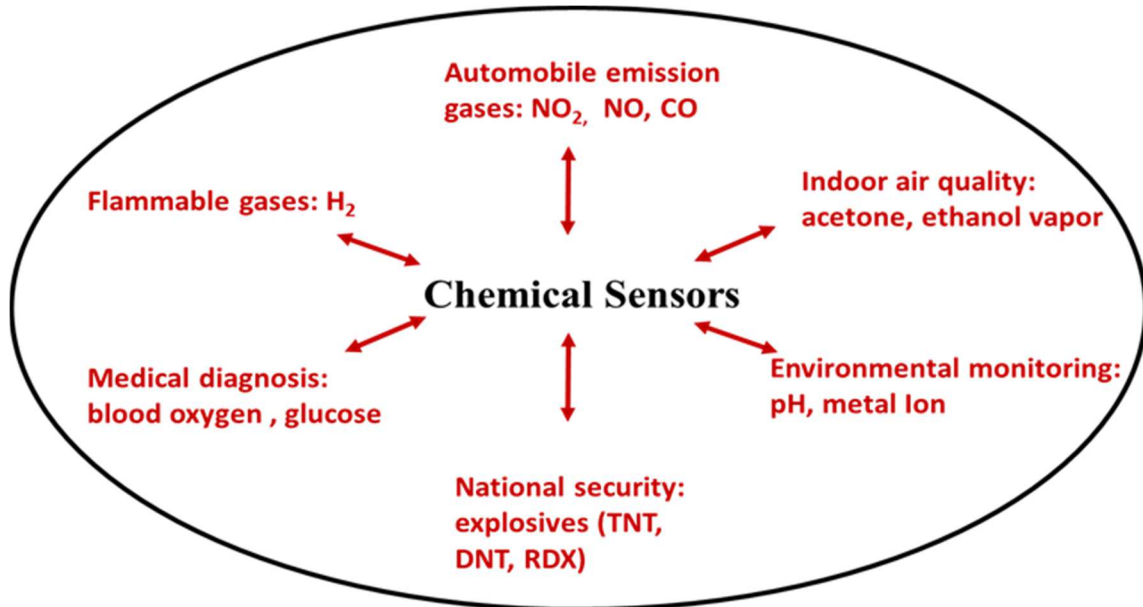 Automobile emission
gases: NO₂, NO, CO
Flammable gases: H₂
Indoor air quality:
acetone, ethanol vapor
Chemical Sensors
Medical diagnosis:
blood oxygen , glucose
Environmental monitoring:
pH, metal Ion
National security:
explosives (TNT,
DNT, RDX)